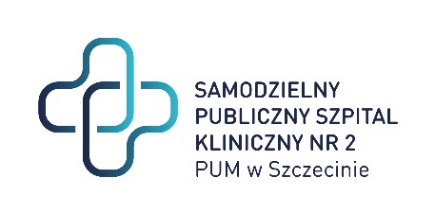 SAMODZIELNY
PUBLICZNY SZPITAL
KLINICZNY NR 2
PUM w Szczecinie